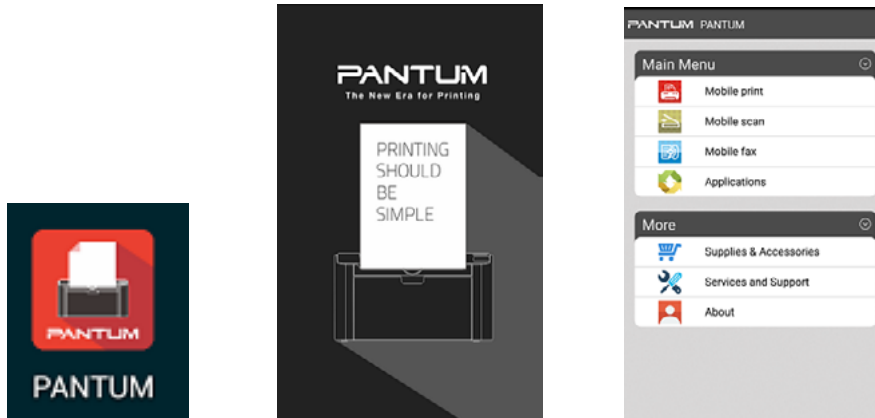 PANTUM
PANTUM
PANTUM
The New Era for Printing
PRINTING
SHOULD
BE
SIMPLE
PANTUM PANTUM
Main Menu
Mobile print
Mobile scan
Mobile fax
Applications
More
Supplies & Accessories
Services and Support
About